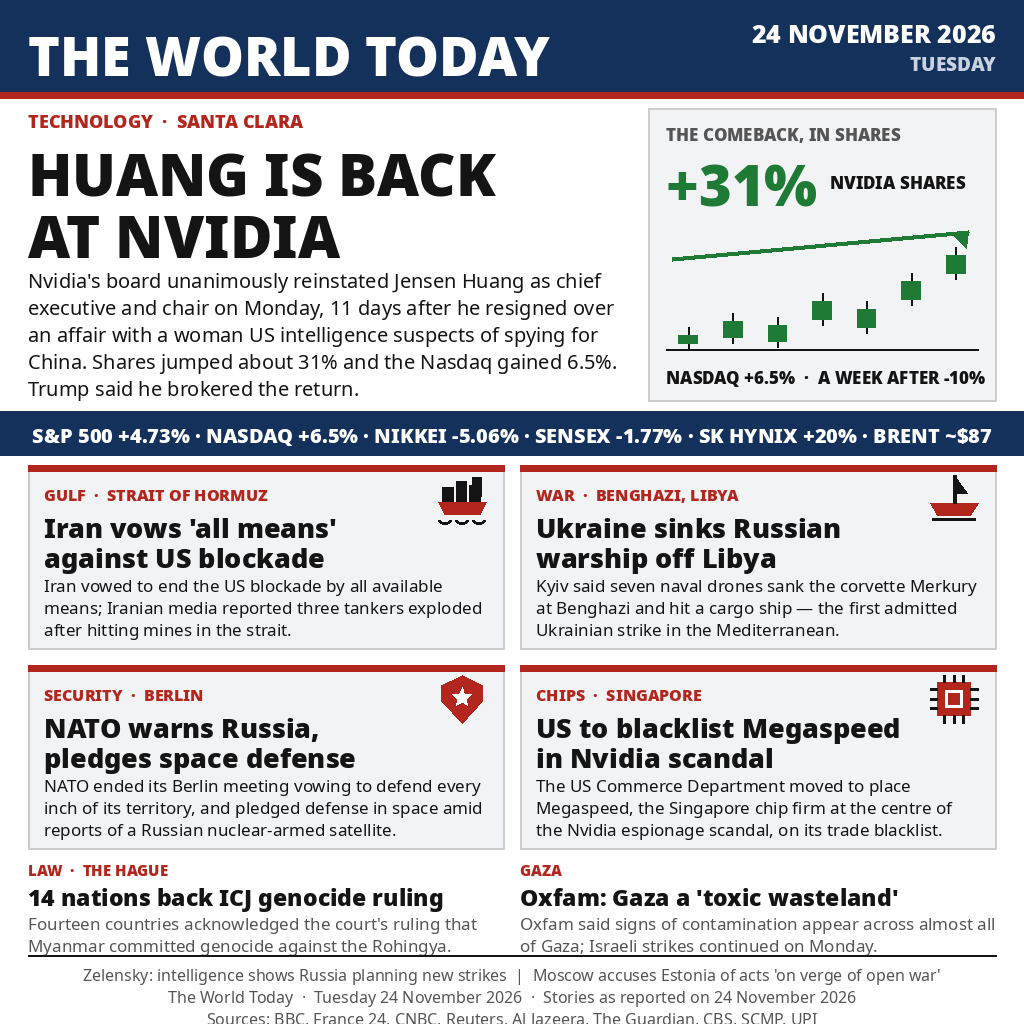 THE WORLD TODAY
24 NOVEMBER 2026
TUESDAY
TECHNOLOGY · SANTA CLARA
HUANG IS BACK
AT NVIDIA
Nvidia's board unanimously reinstated Jensen Huang as chief
executive and chair on Monday, 11 days after he resigned over
an affair with a woman US intelligence suspects of spying for
China. Shares jumped about 31% and the Nasdaq gained 6.5%.
Trump said he brokered the return.
THE COMEBACK, IN SHARES
+31% NVIDIA SHARES
NASDAQ +6.5% · A WEEK AFTER -10%
S&P 500 +4.73% · NASDAQ +6.5% · NIKKEI -5.06% · SENSEX -1.77% · SK HYNIX +20% · BRENT ~$87
GULF · STRAIT OF HORMUZ
Iran vows 'all means'
against US blockade
Iran vowed to end the US blockade by all available
means; Iranian media reported three tankers exploded
after hitting mines in the strait.
WAR · BENGHAZI, LIBYA
Ukraine sinks Russian
warship off Libya
Kyiv said seven naval drones sank the corvette Merkury
at Benghazi and hit a cargo ship — the first admitted
Ukrainian strike in the Mediterranean.
SECURITY · BERLIN
NATO warns Russia,
pledges space defense
NATO ended its Berlin meeting vowing to defend every
inch of its territory, and pledged defense in space amid
reports of a Russian nuclear-armed satellite.
CHIPS · SINGAPORE
US to blacklist Megaspeed
in Nvidia scandal
The US Commerce Department moved to place
Megaspeed, the Singapore chip firm at the centre of
the Nvidia espionage scandal, on its trade blacklist.
LAW · THE HAGUE
14 nations back ICJ genocide ruling
Fourteen countries acknowledged the court's ruling that
Myanmar committed genocide against the Rohingya.
GAZA
Oxfam: Gaza a 'toxic wasteland'
Oxfam said signs of contamination appear across almost all
of Gaza; Israeli strikes continued on Monday.
Zelensky: intelligence shows Russia planning new strikes | Moscow accuses Estonia of acts 'on verge of open war'
The World Today · Tuesday 24 November 2026 · Stories as reported on 24 November 2026
Sources: BBC, France 24, CNBC, Reuters, Al Jazeera, The Guardian, CBS, SCMP, UPI